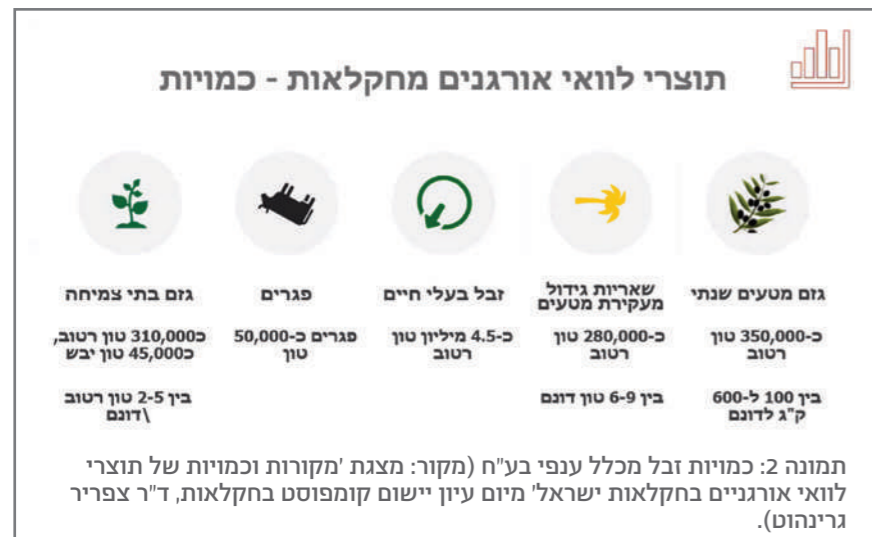 תוצרי לוואי אורגנים מחקלאות - כמויות
גזם מטעים שנתי
כ-350,000 טון
רטוב
בין 100 ל-600
ק"ג לדונם
שאריות גידול
מעקירת מטעים
כ-280,000 טון
רטוב
בין 6-9 טון דונם
זבל בעלי חיים
כ-4.5 מיליון טון
רטוב
פגרים
פגרים כ-50,000
טון
גזם בתי צמיחה
כ310,000 טון רטוב,
כ45,000 טון יבש
בין 2-5 טון רטוב
\דונם
תמונה 2: כמויות זבל מכלל ענפי בע"ח (מקור: מצגת 'מקורות וכמויות של תוצרי
לוואי אורגניים בחקלאות ישראל' מיום עיון יישום קומפוסט בחקלאות, ד"ר צפריר
גרינהוט).